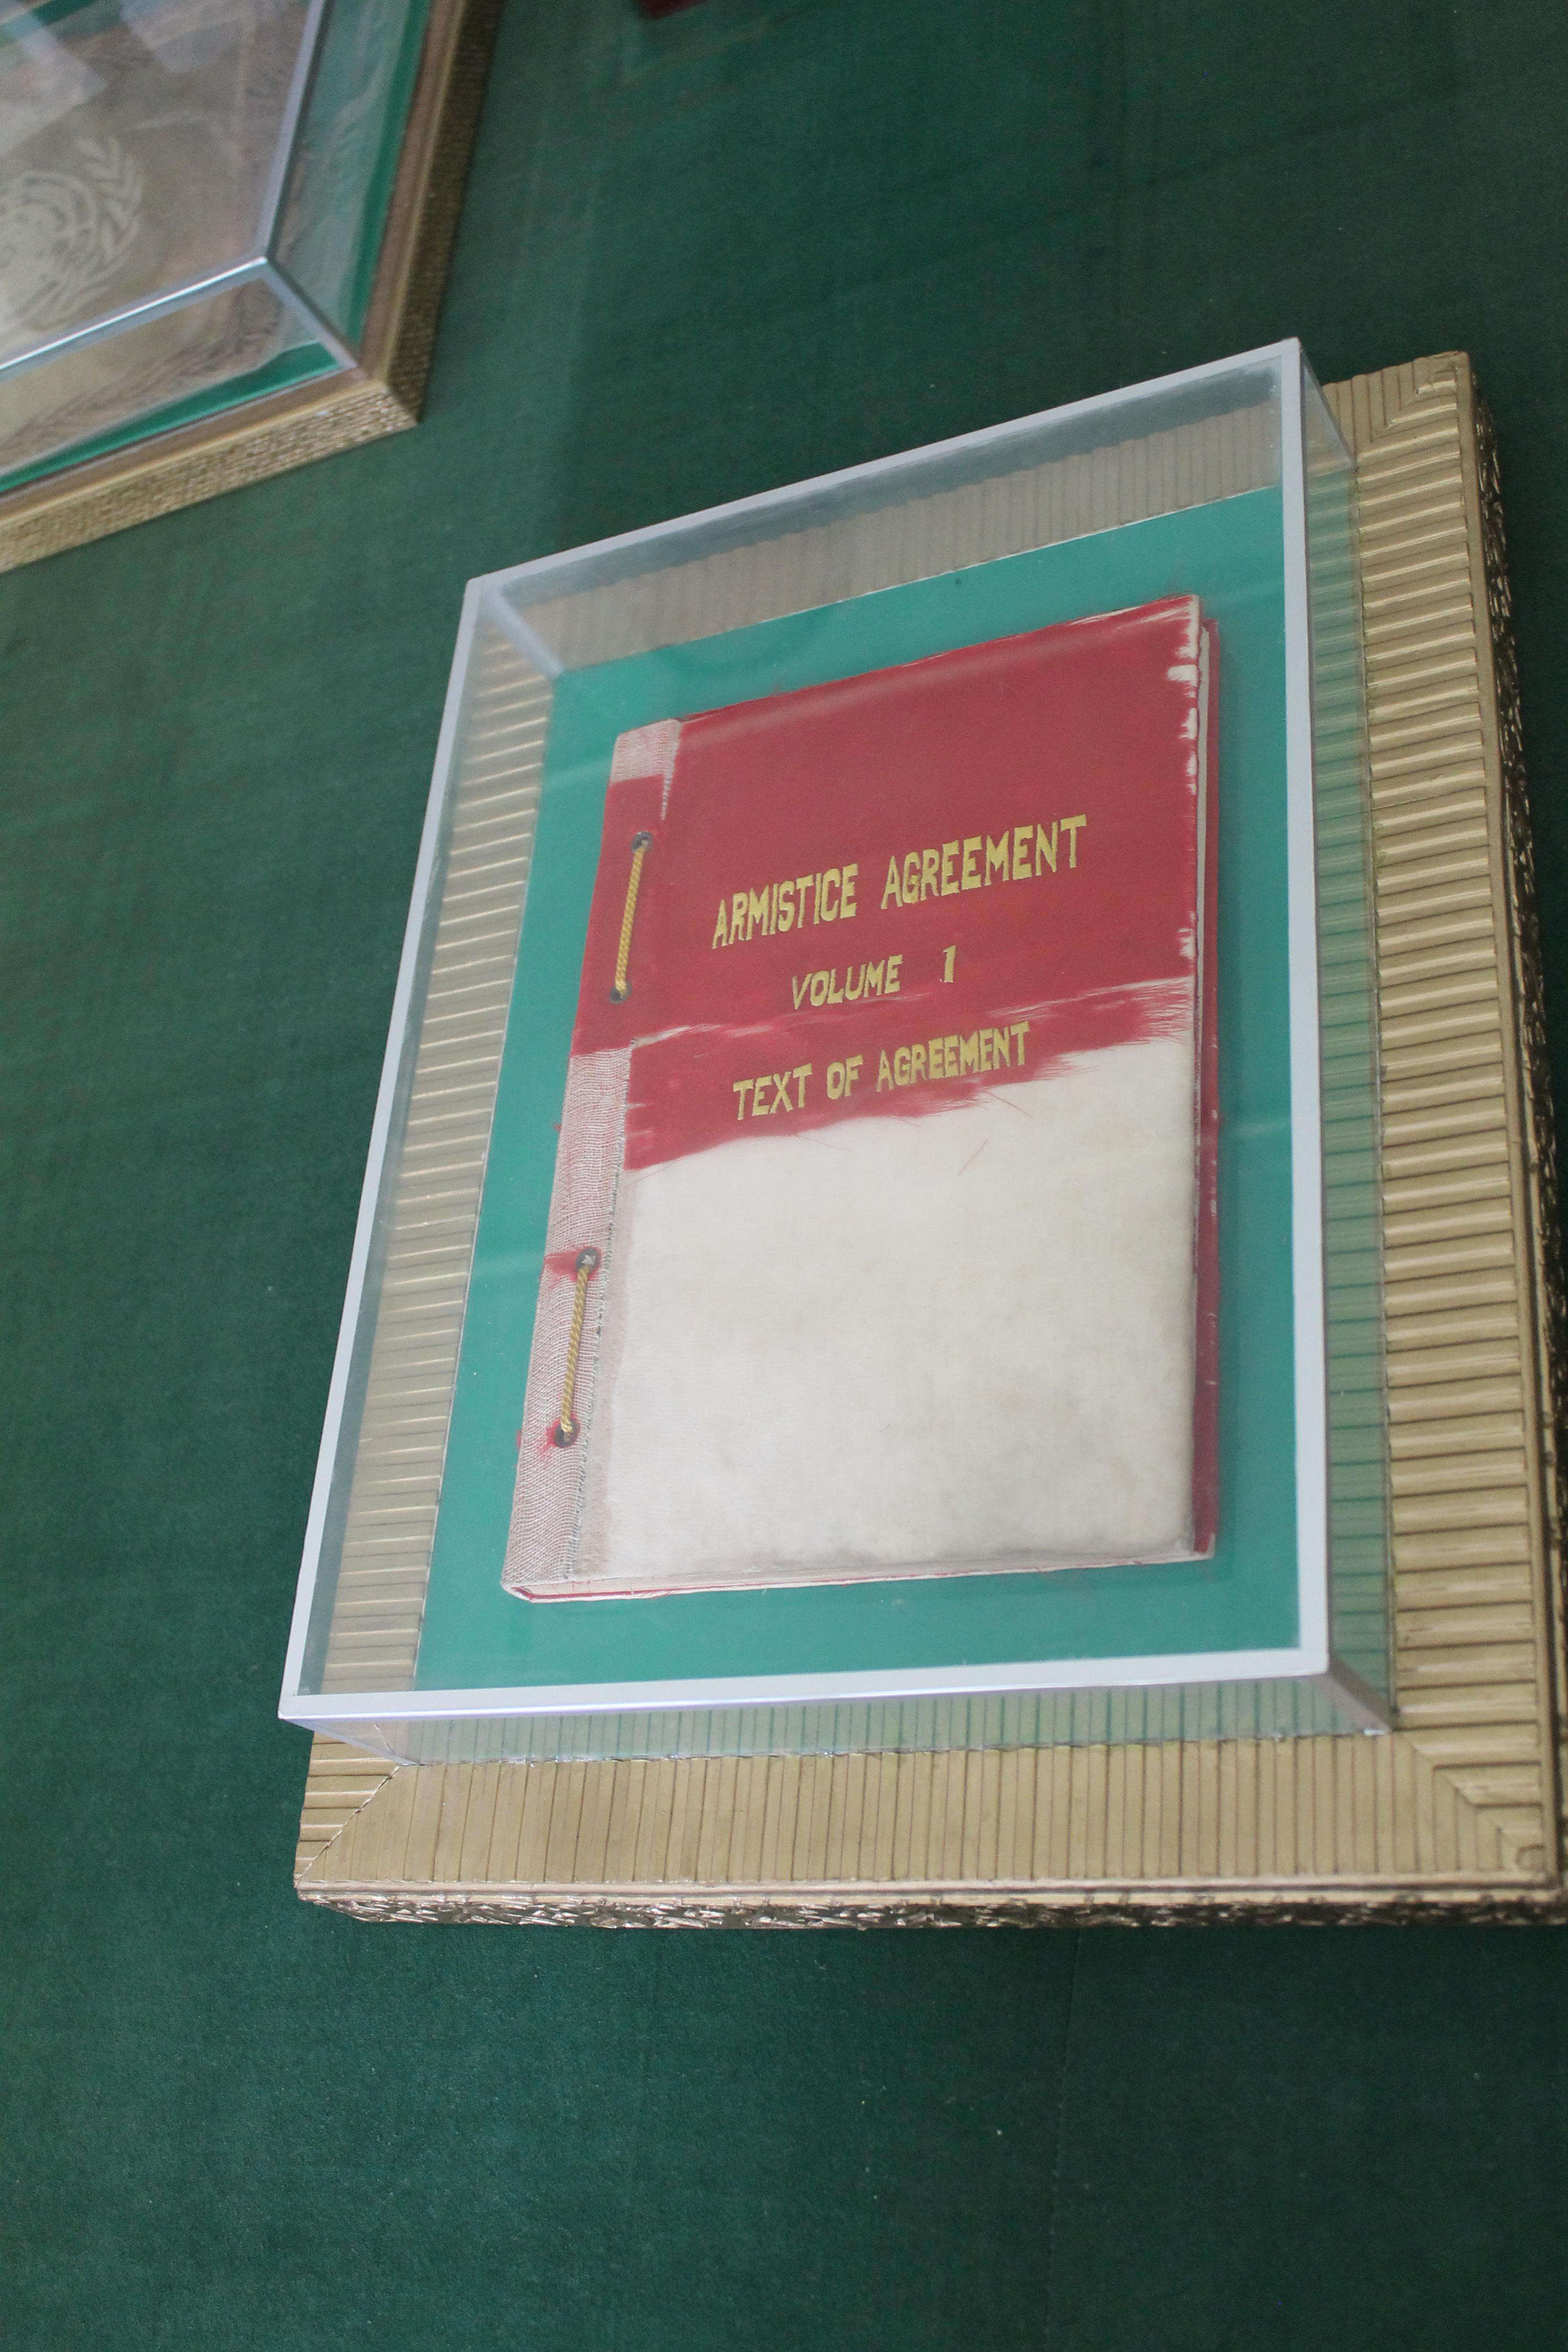 ARMISTICE AGREEMENT
VOLUME 1
TEXT OF AGREEMENT